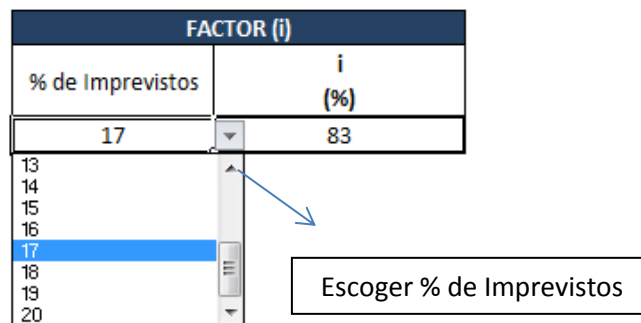 FACTOR (i)
% de Imprevistos
i
(%)
17 83
13
14
15
16
17
18
19
20
Escoger % de Imprevistos